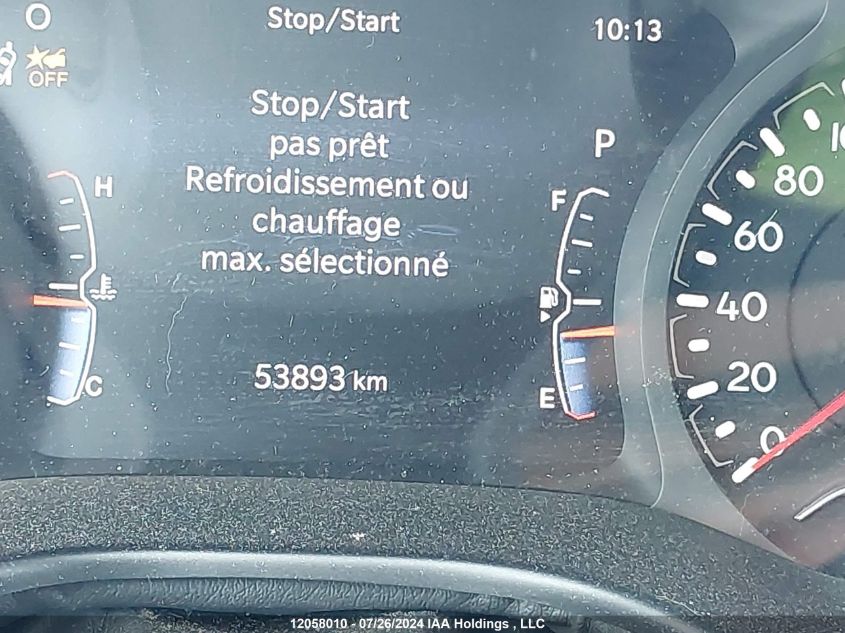 Stop/Start
10:13
OFF
Stop/Start
pas prêt
Refroidissement ou
chauffage
max. sélectionné
P
H
C
F
E
53893 km
80
60
40
20
0
12058010 - 07/26/2024 IAA Holdings , LLC